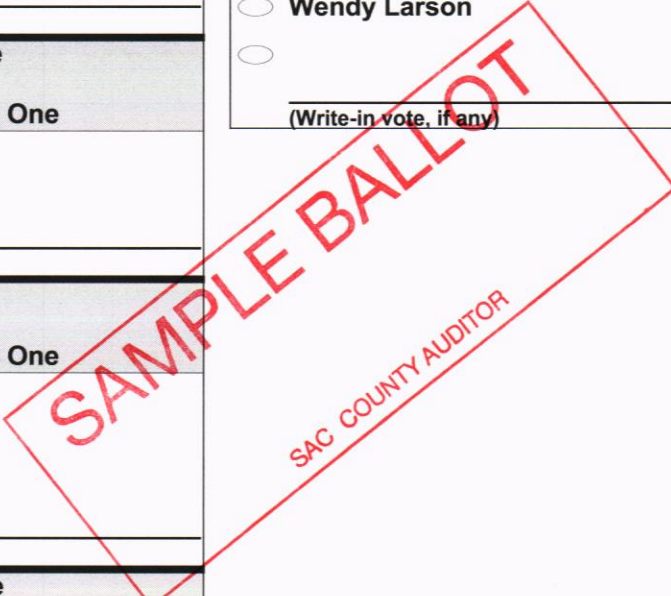 One
One
Wendy Larson
(Write-in vote, if any)
SAMPLE BALLOT
SAC COUNTY AUDITOR